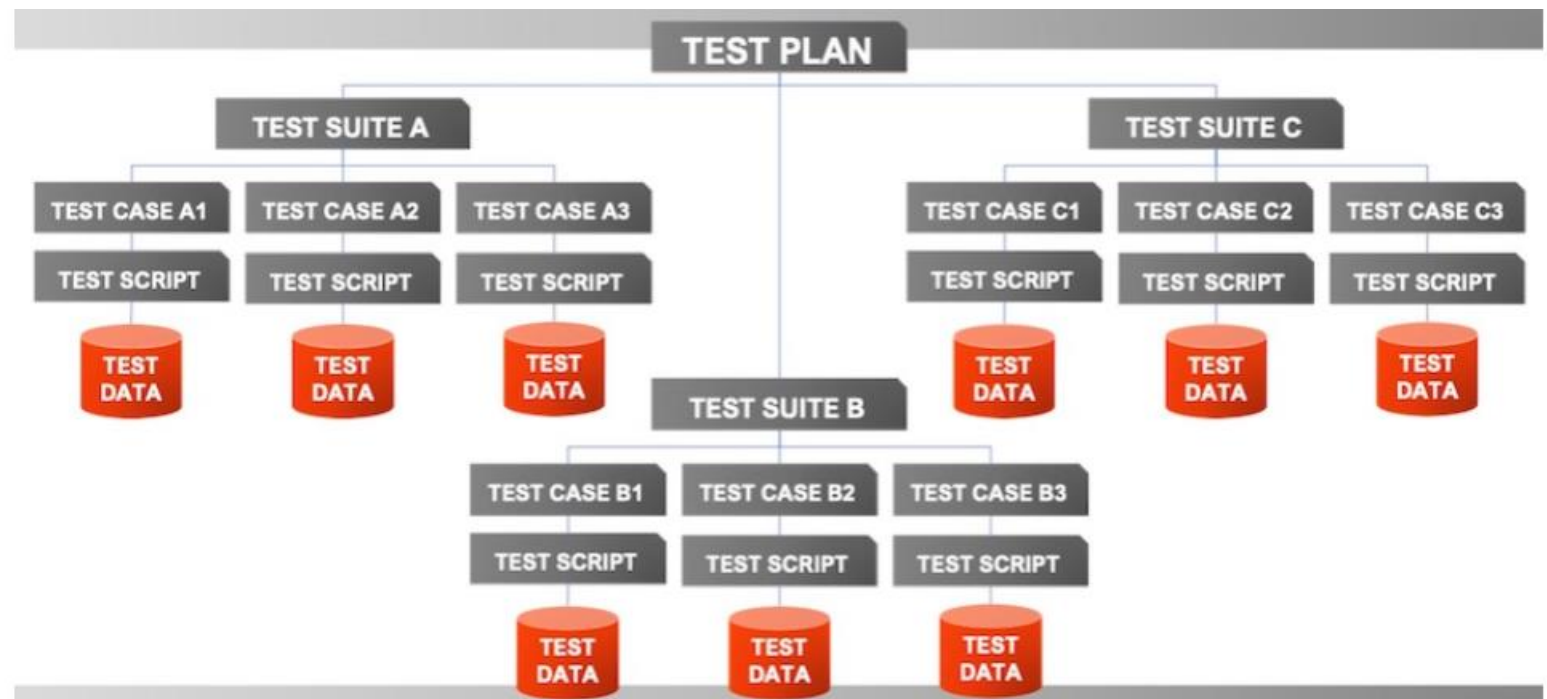 TEST PLAN
TEST SUITE A
TEST SUITE C
TEST CASE A1
TEST CASE A2
TEST CASE A3
TEST CASE C1
TEST CASE C2
TEST CASE C3
TEST SCRIPT
TEST SCRIPT
TEST SCRIPT
TEST SCRIPT
TEST SCRIPT
TEST SCRIPT
TEST
DATA
TEST
DATA
TEST
DATA
TEST
DATA
TEST
DATA
TEST
DATA
TEST SUITE B
TEST CASE B1
TEST CASE B2
TEST CASE B3
TEST SCRIPT
TEST SCRIPT
TEST SCRIPT
TEST
DATA
TEST
DATA
TEST
DATA